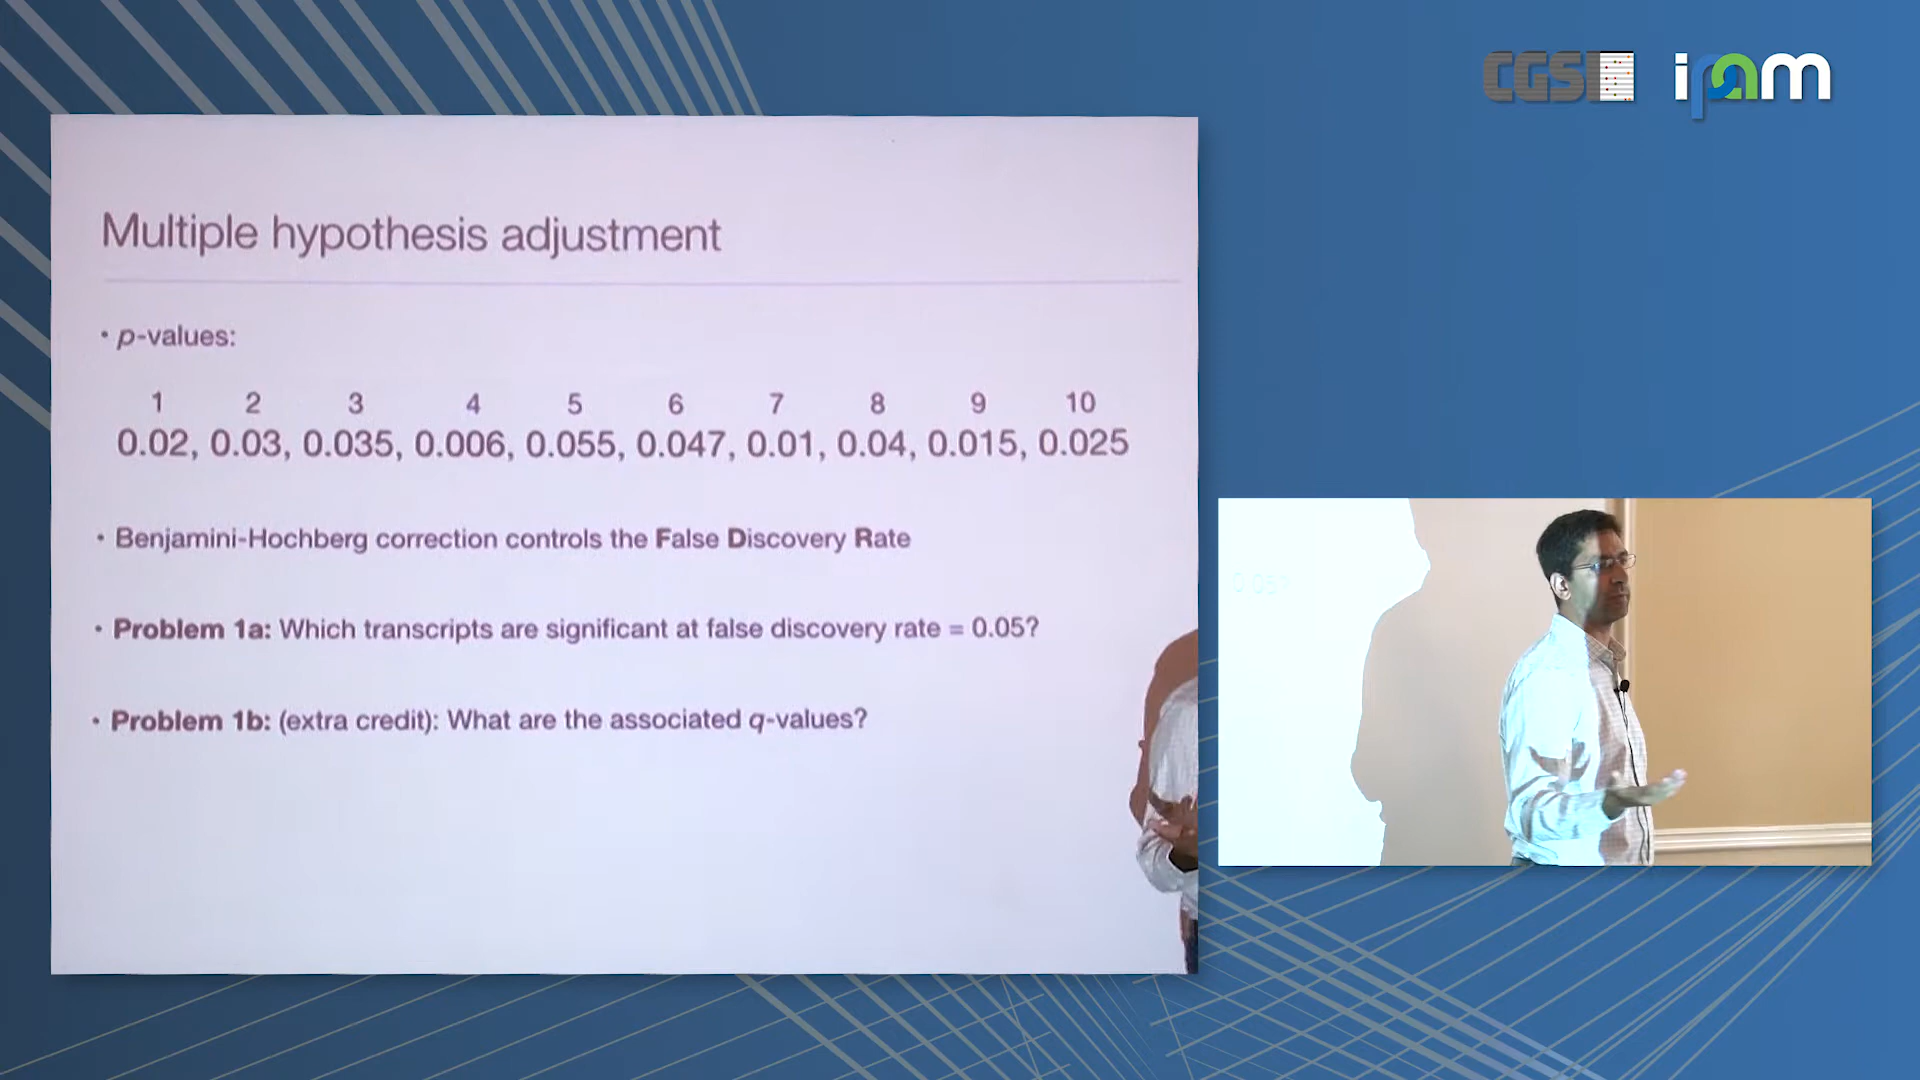 CGSI
ipam
Multiple hypothesis adjustment
• p-values:
1 2 3 4 5 6 7 8 9 10
0.02, 0.03, 0.035, 0.006, 0.055, 0.047, 0.01, 0.04, 0.015, 0.025
• Benjamini-Hochberg correction controls the False Discovery Rate
• Problem 1a: Which transcripts are significant at false discovery rate = 0.05?
• Problem 1b: (extra credit): What are the associated q-values?
0.05?